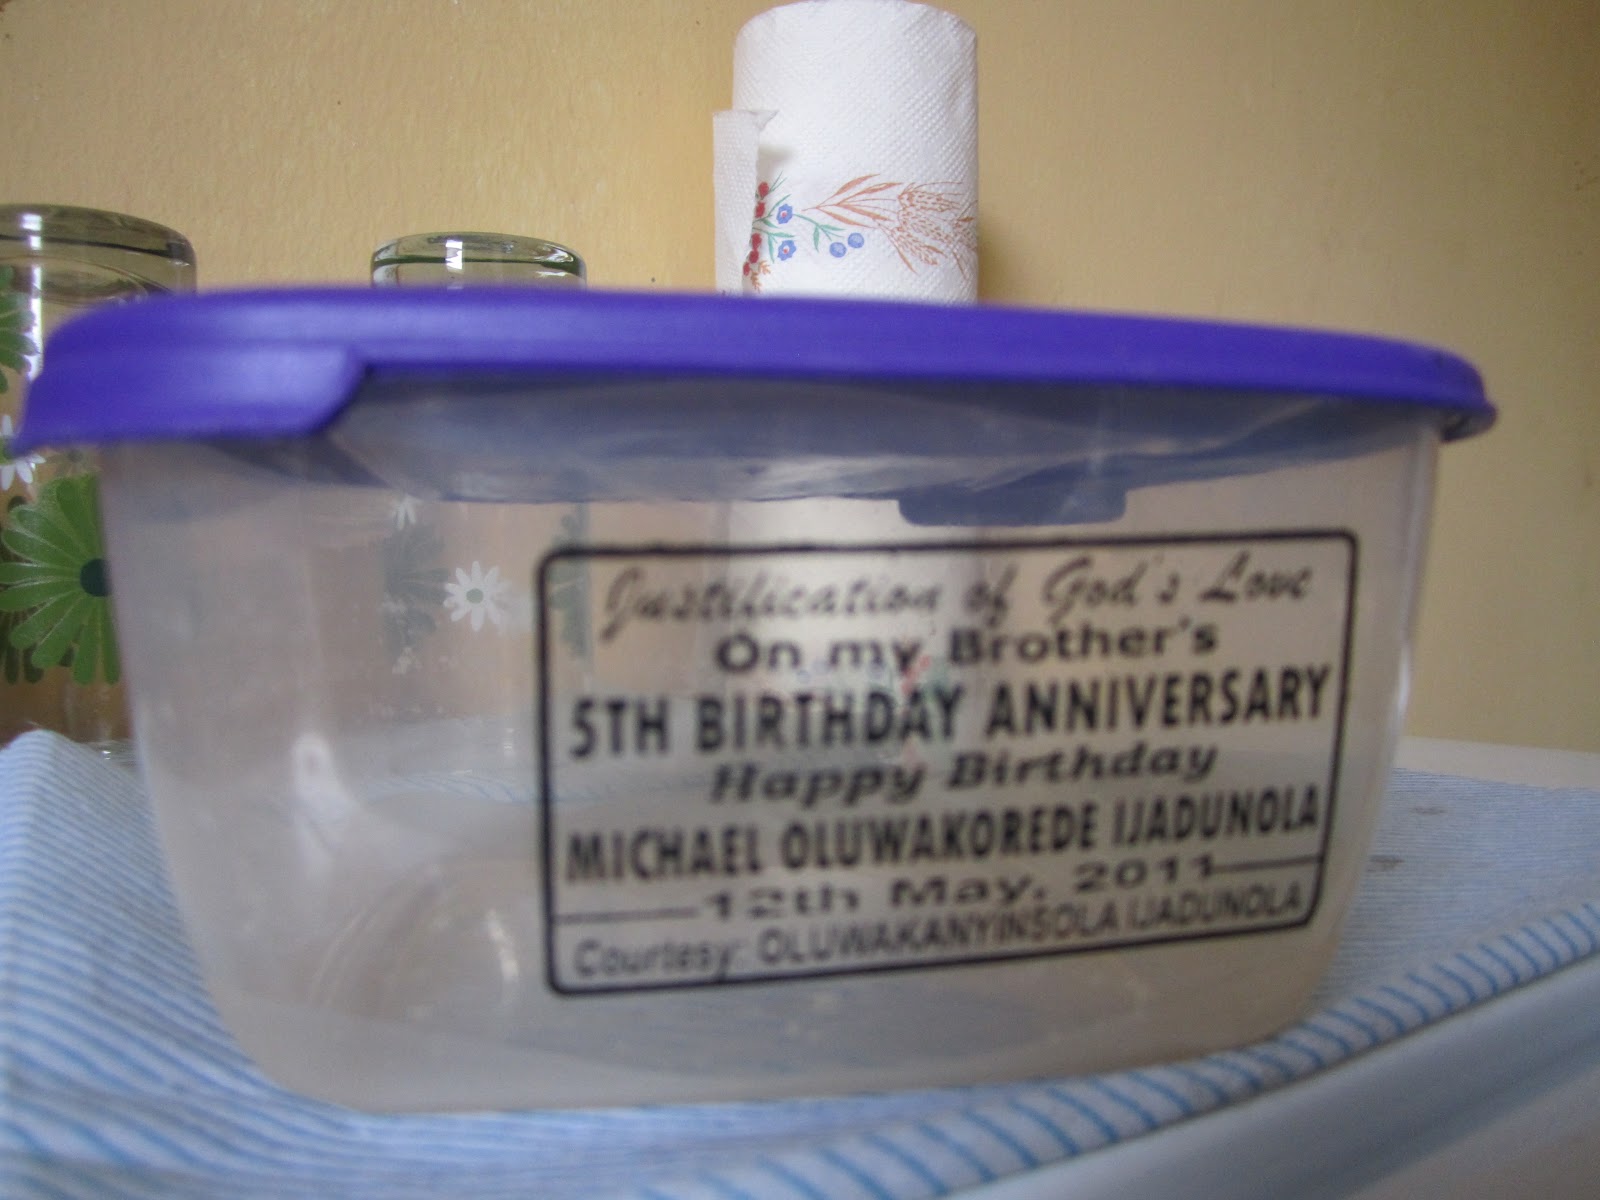 Justification of God's Love
On my Brother's
5TH BIRTHDAY ANNIVERSARY
Happy Birthday
MICHAEL OLUWAKOREDE IJADUNOLA
12th May, 2011
Courtesy: OLUWAKANYINSOLA IJADUNOLA